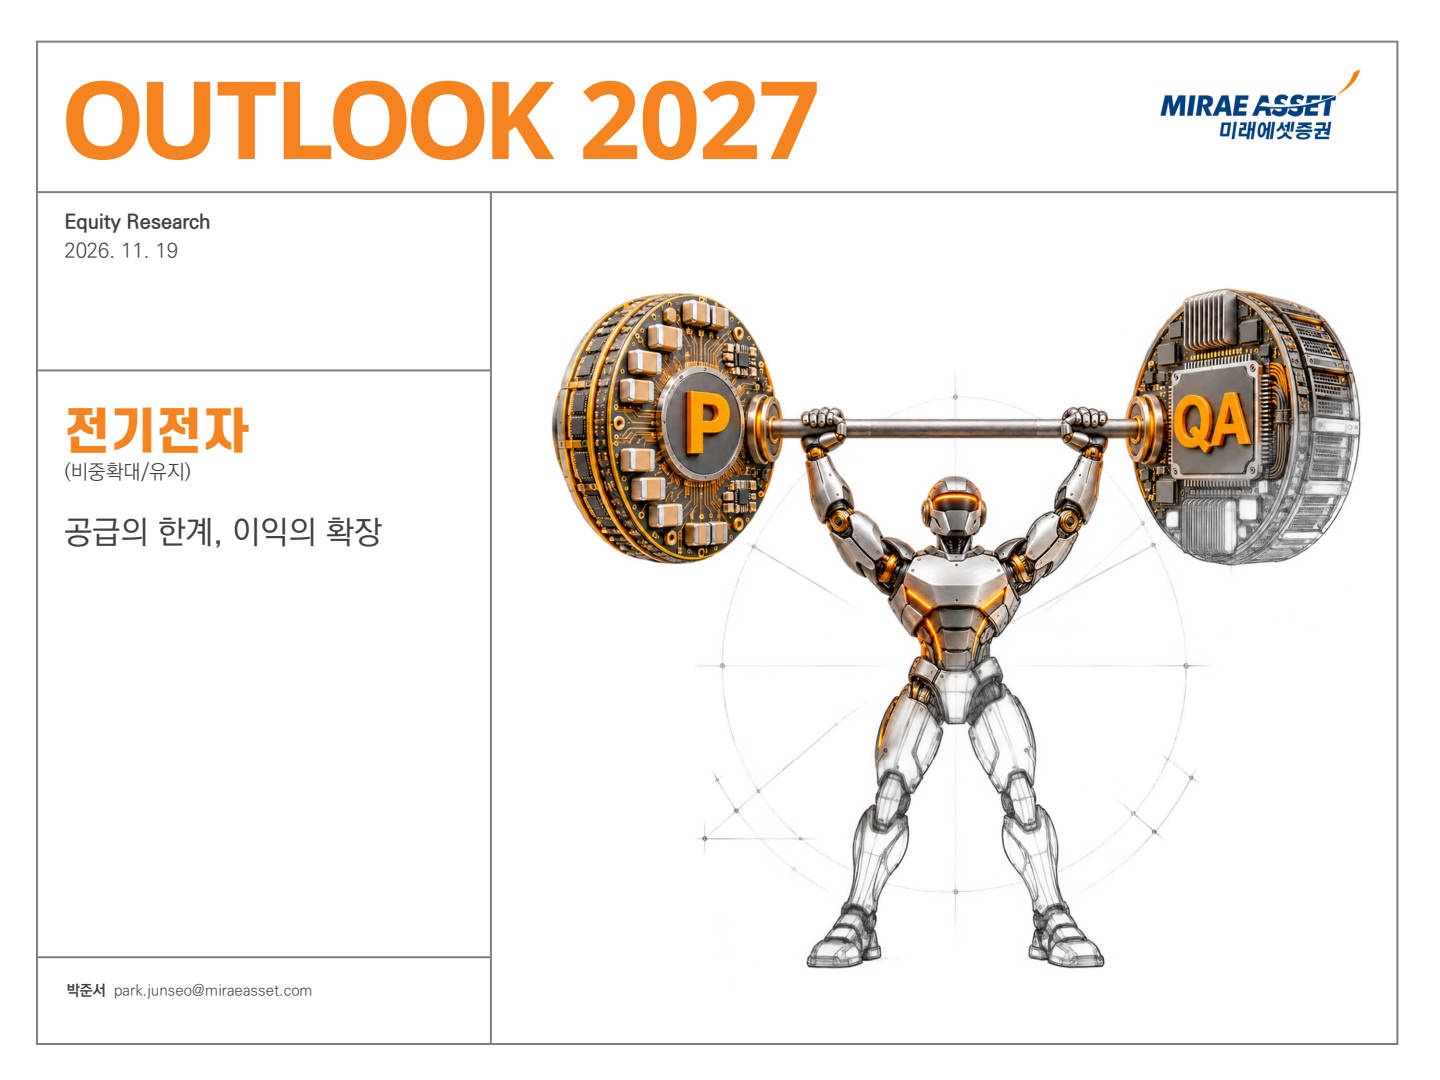 OUTLOOK 2027
MIRAE ASSET
미래에셋증권
Equity Research
2026. 11. 19
전기전자
(비중확대/유지)
공급의 한계, 이익의 확장
P
QA
박준서 park.junseo@miraeasset.com